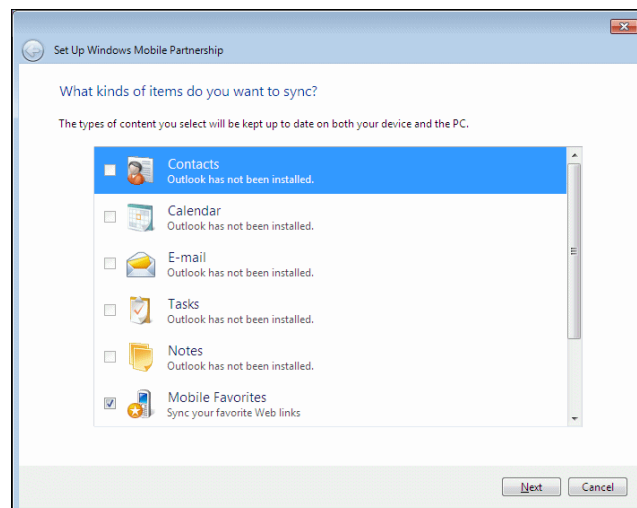 Set Up Windows Mobile Partnership
What kinds of items do you want to sync?
The types of content you select will be kept up to date on both your device and the PC.
Contacts
Outlook has not been installed.
Calendar
Outlook has not been installed.
E-mail
Outlook has not been installed.
Tasks
Outlook has not been installed.
Notes
Outlook has not been installed.
Mobile Favorites
Sync your favorite Web links
Next Cancel